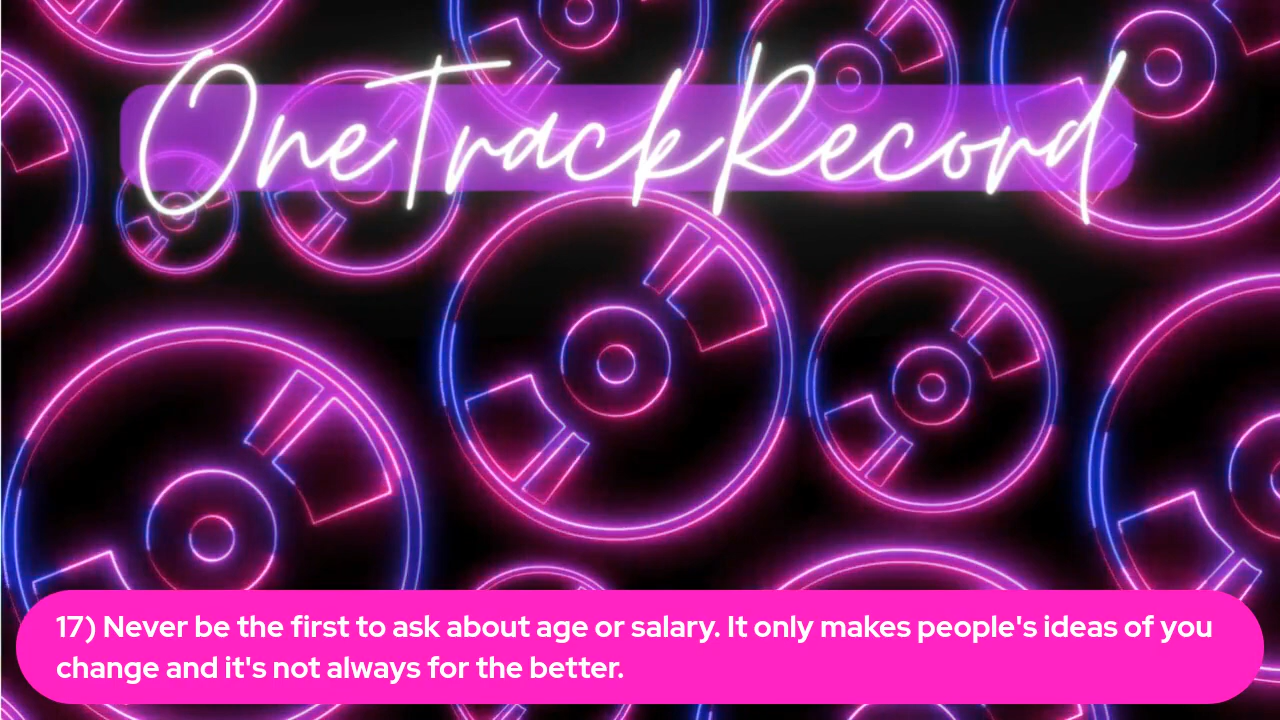 OneTrackRecord
17) Never be the first to ask about age or salary. It only makes people's ideas of you
change and it's not always for the better.